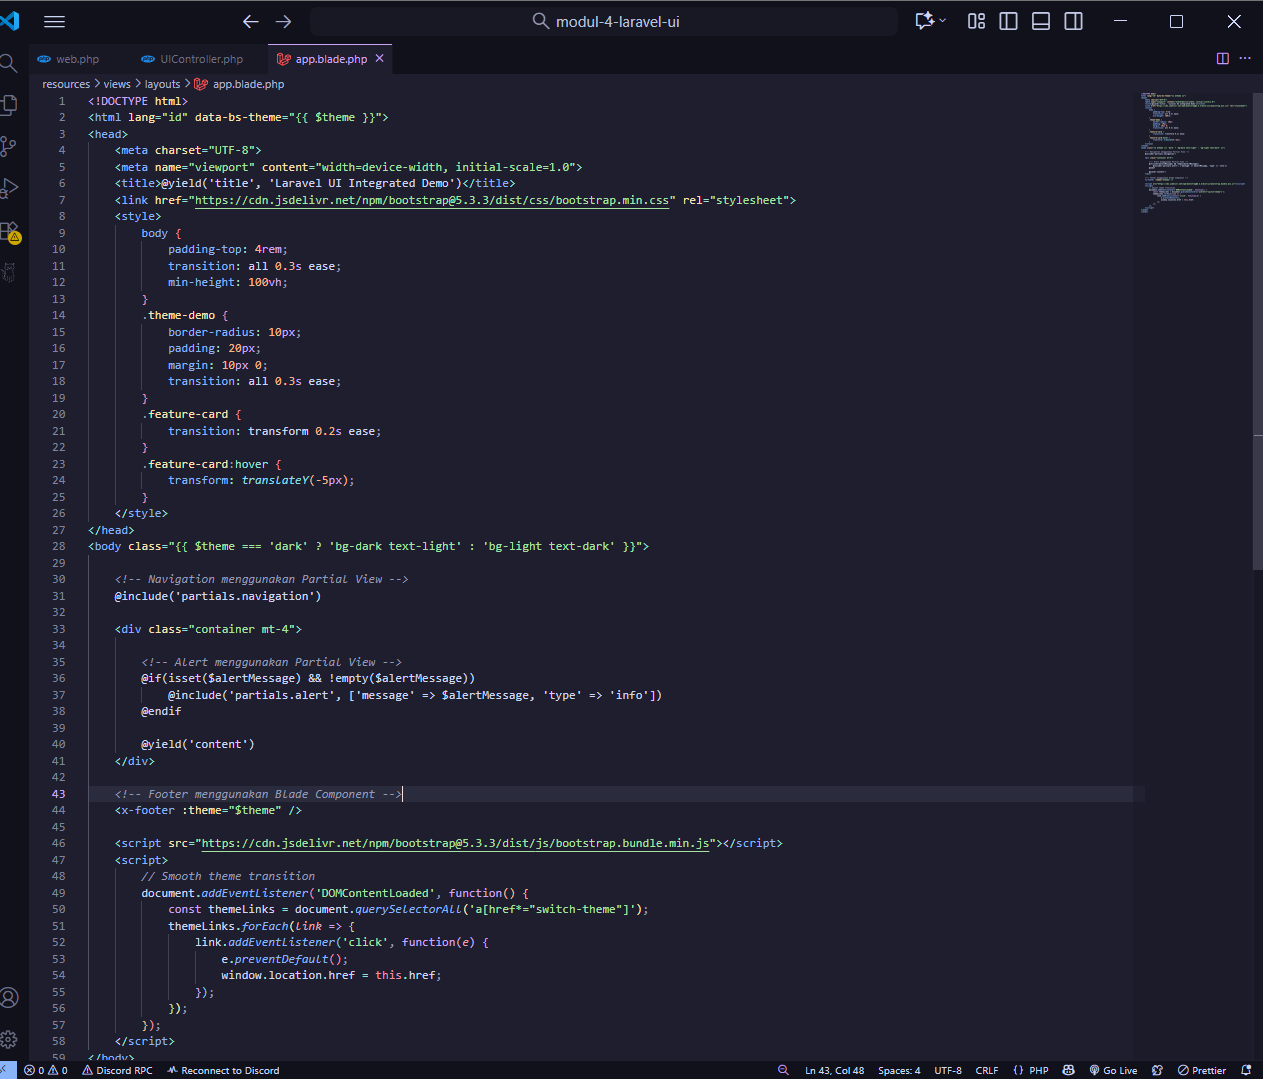 modul-4-laravel-ui
web.php
UIController.php
app.blade.php
resources > views > layouts > app.blade.php
1 <!DOCTYPE html>
2 <html lang="id" data-bs-theme="{{ $theme }}">
3 <head>
4 <meta charset="UTF-8">
5 <meta name="viewport" content="width=device-width, initial-scale=1.0">
6 <title>@yield('title', 'Laravel UI Integrated Demo')</title>
7 <link href="https://cdn.jsdelivr.net/npm/bootstrap@5.3.3/dist/css/bootstrap.min.css" rel="stylesheet">
8 <style>
9 body {
10 padding-top: 4rem;
11 transition: all 0.3s ease;
12 min-height: 100vh;
13 }
14 .theme-demo {
15 border-radius: 10px;
16 padding: 20px;
17 margin: 10px 0;
18 transition: all 0.3s ease;
19 }
20 .feature-card {
21 transition: transform 0.2s ease;
22 }
23 .feature-card:hover {
24 transform: translateY(-5px);
25 }
26 </style>
27 </head>
28 <body class="{{ $theme === 'dark' ? 'bg-dark text-light' : 'bg-light text-dark' }}">
29
30 <!-- Navigation menggunakan Partial View -->
31 @include('partials.navigation')
32
33 <div class="container mt-4">
34
35 <!-- Alert menggunakan Partial View -->
36 @if(isset($alertMessage) && !empty($alertMessage))
37 @include('partials.alert', ['message' => $alertMessage, 'type' => 'info'])
38 @endif
39
40 @yield('content')
41 </div>
42
43 <!-- Footer menggunakan Blade Component -->
44 <x-footer :theme="$theme" />
45
46 <script src="https://cdn.jsdelivr.net/npm/bootstrap@5.3.3/dist/js/bootstrap.bundle.min.js"></script>
47 <script>
48 // Smooth theme transition
49 document.addEventListener('DOMContentLoaded', function() {
50 const themeLinks = document.querySelectorAll('a[href*="switch-theme"]');
51 themeLinks.forEach(link => {
52 link.addEventListener('click', function(e) {
53 e.preventDefault();
54 window.location.href = this.href;
55 });
56 });
57 });
58 </script>
59 </body>
0 0 Discord RPC Reconnect to Discord Ln 43, Col 48 Spaces: 4 UTF-8 CRLF {} PHP Go Live Prettier